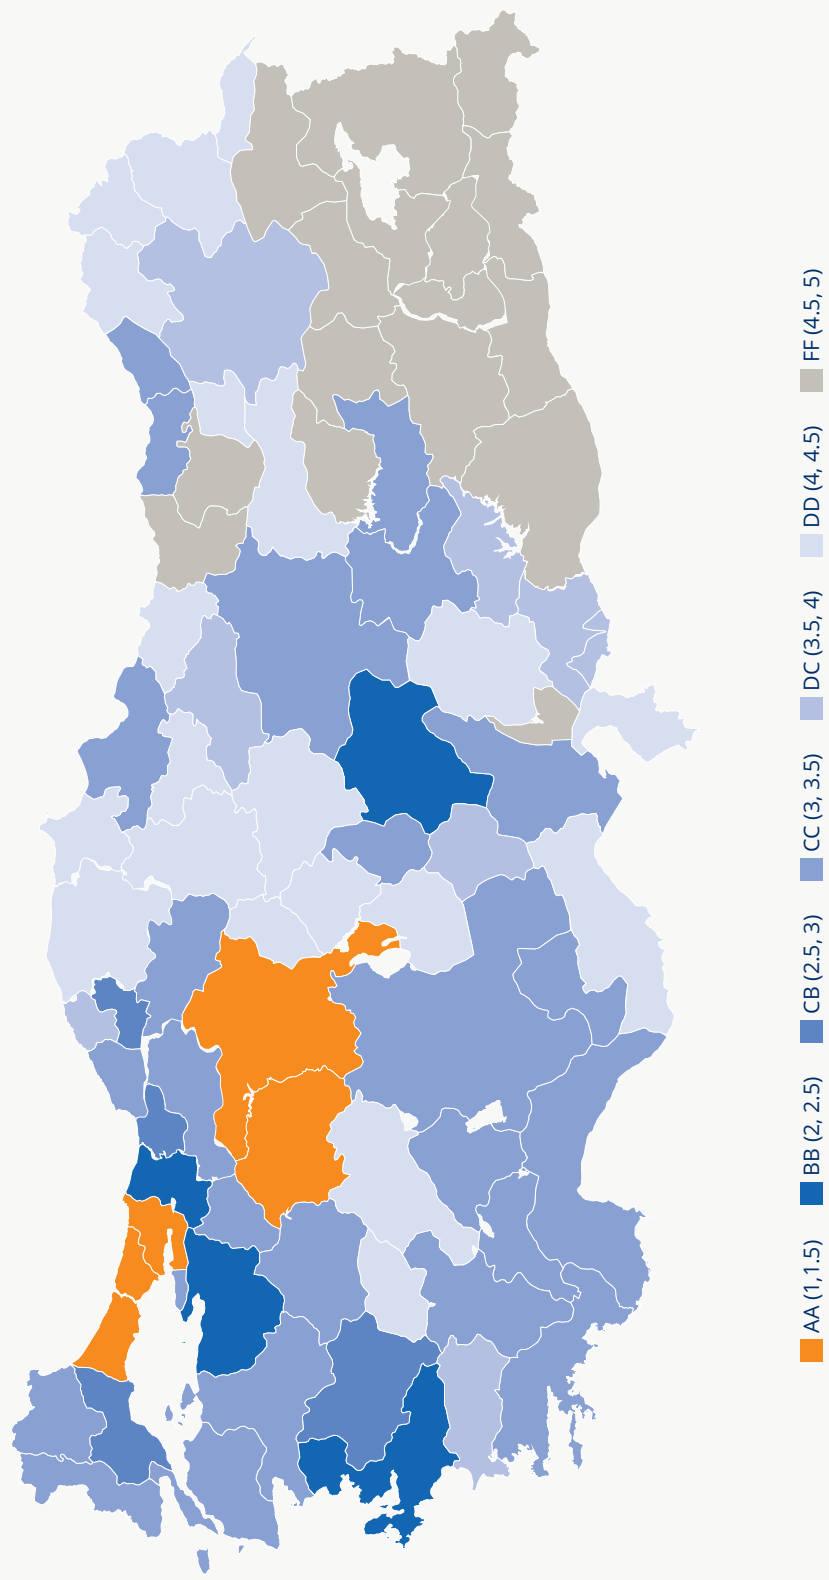 FF (4.5, 5)
DD (4, 4.5)
DC (3.5, 4)
CC (3, 3.5)
CB (2.5, 3)
BB (2, 2.5)
AA (1,1.5)